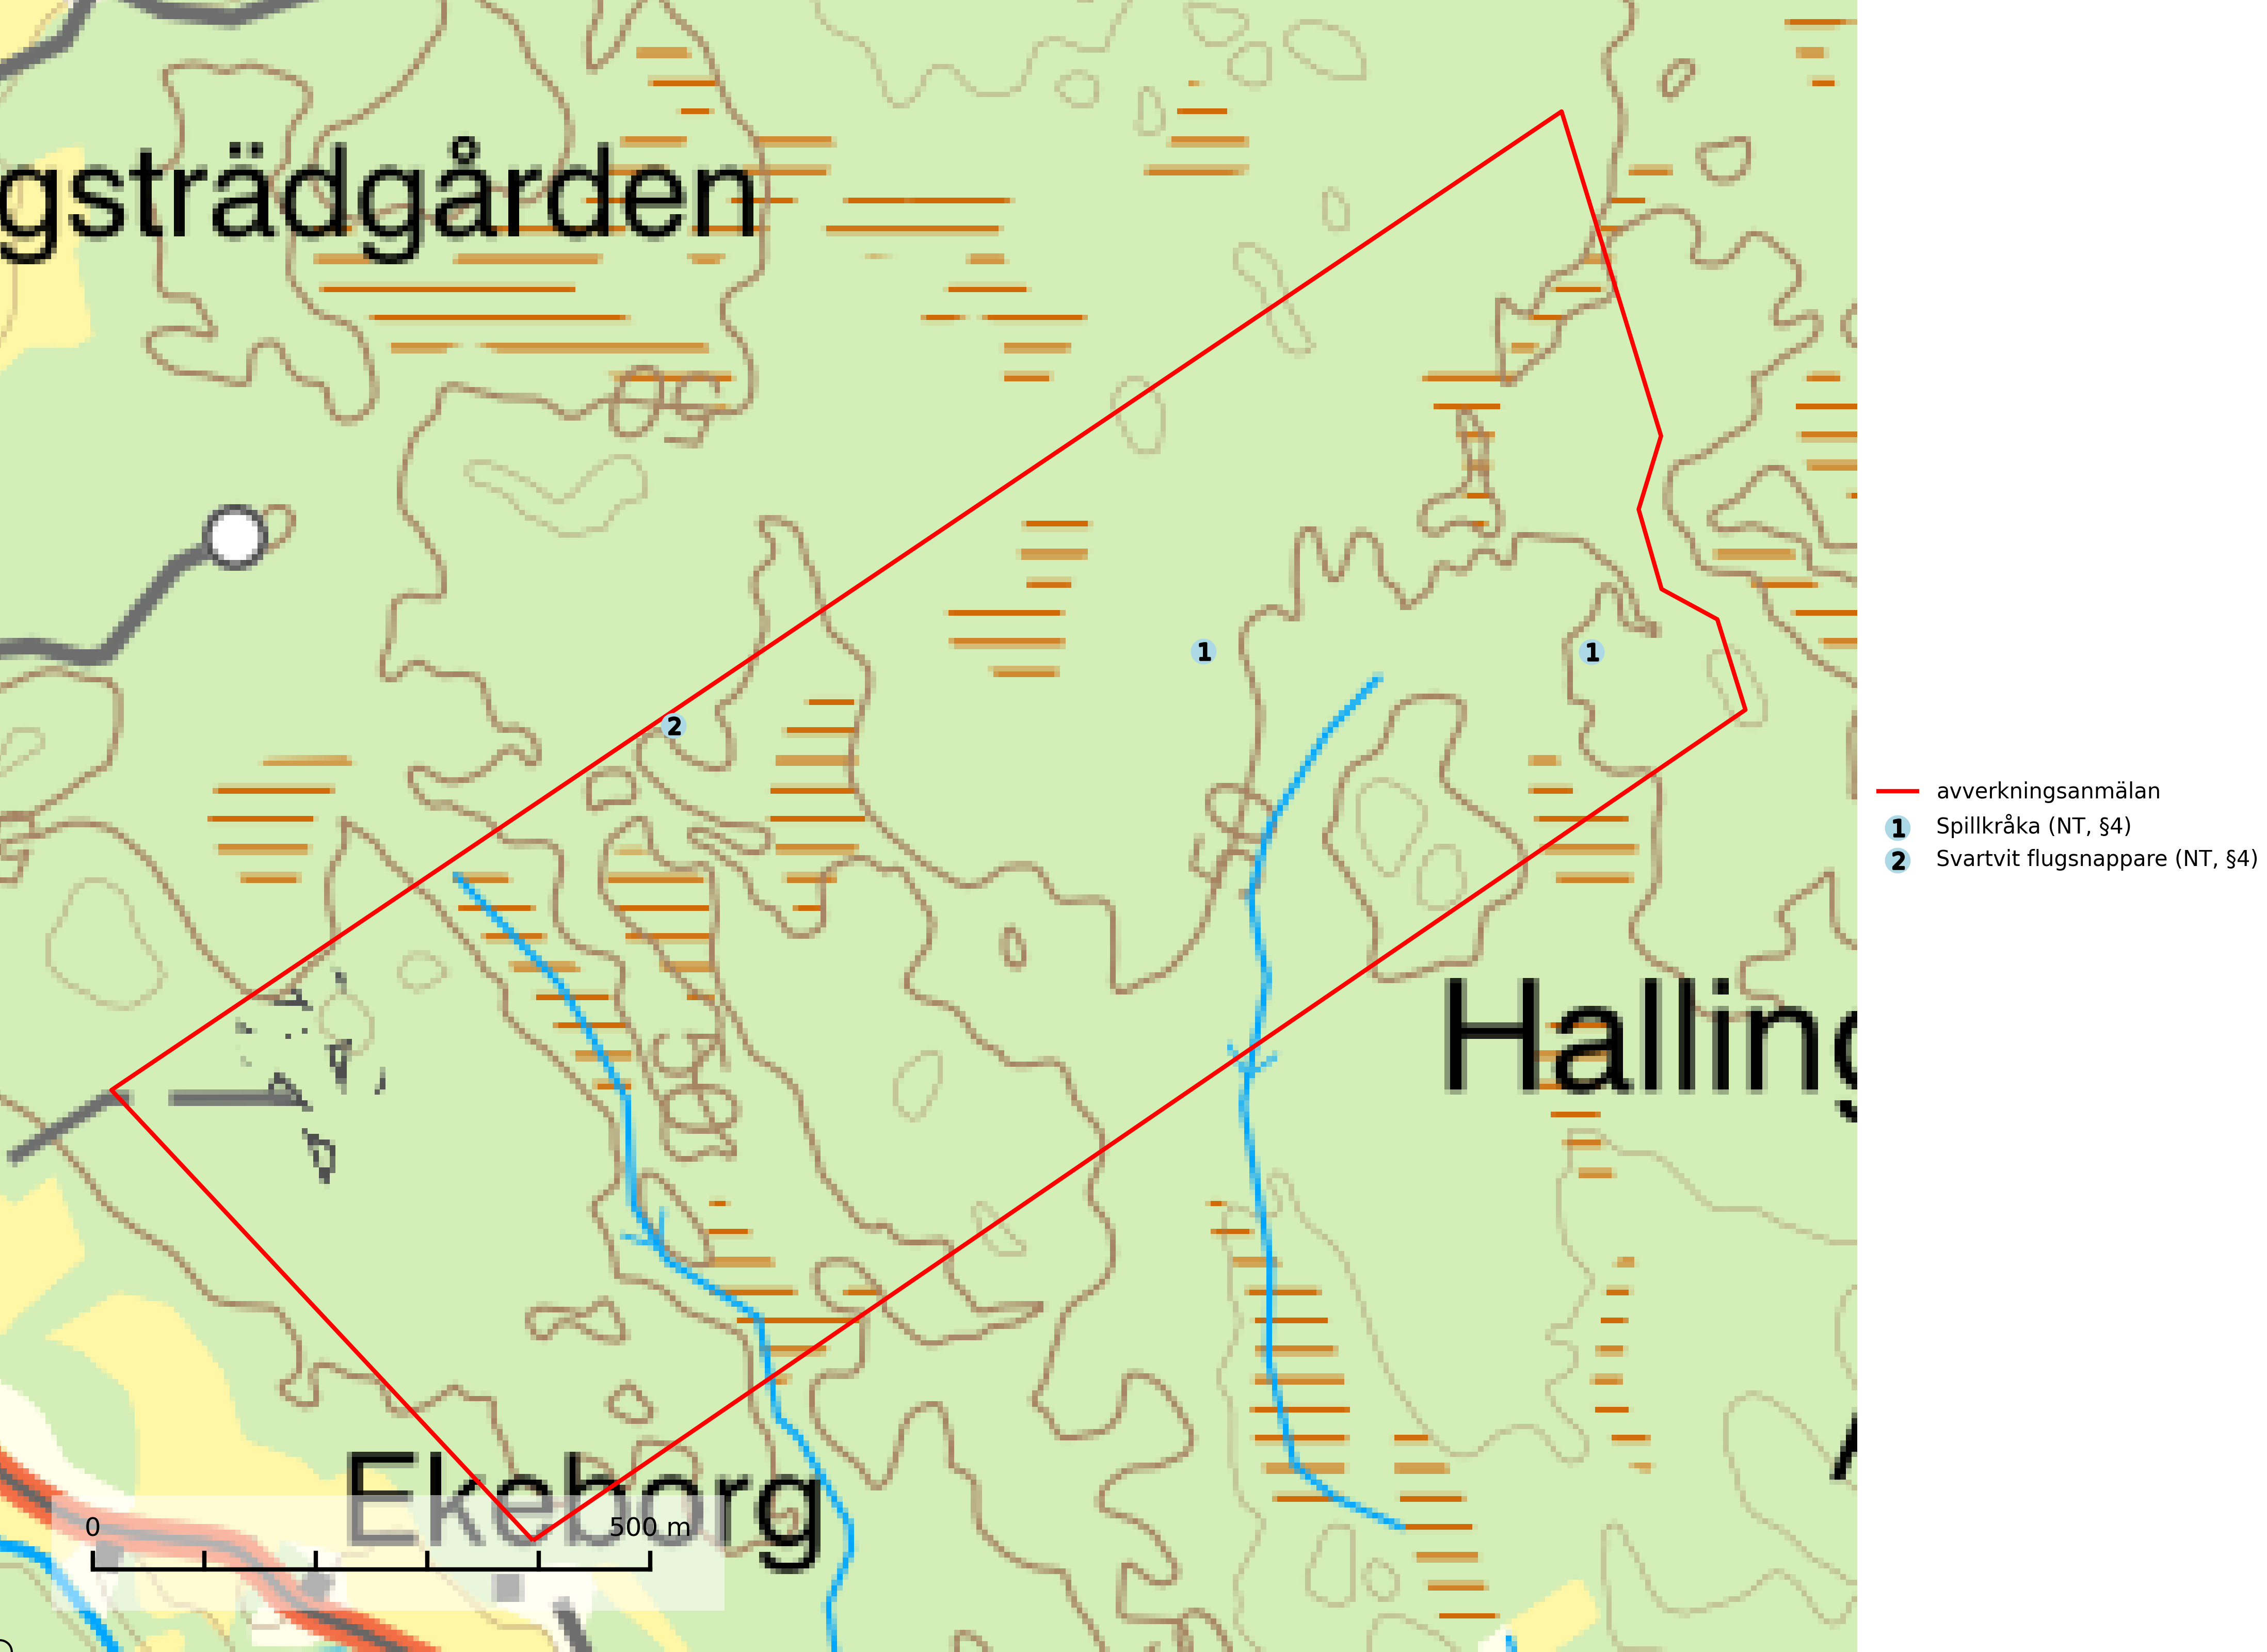 gsträdgården
1
1
2
Halling
Ekeborg
0 500 m
avverkningsanmälan
1 Spillkråka (NT, §4)
2 Svartvit flugsnappare (NT, §4)